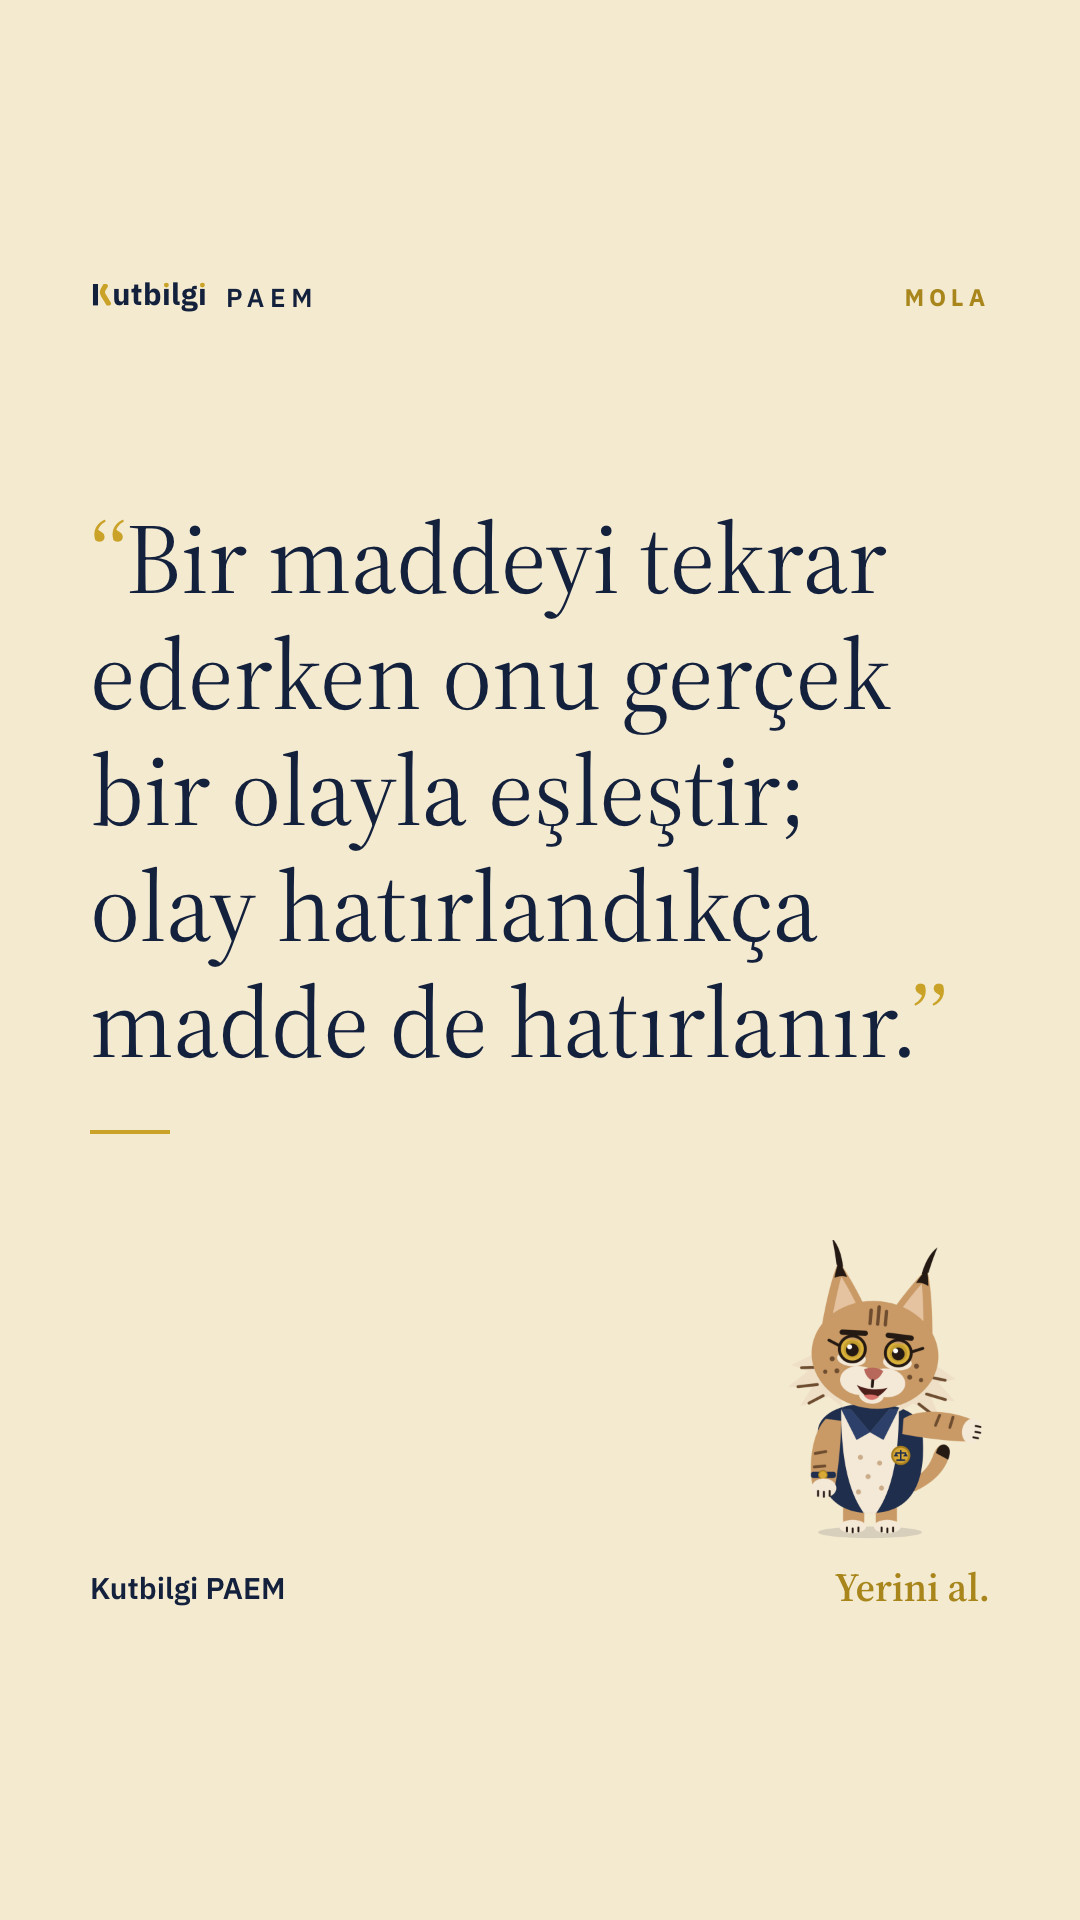 Kutbilgi PAEM
MOLA
“Bir maddeyi tekrar
ederken onu gerçek
bir olayla eşleştir;
olay hatırlandıkça
madde de hatırlanır.”
Kutbilgi PAEM
Yerini al.